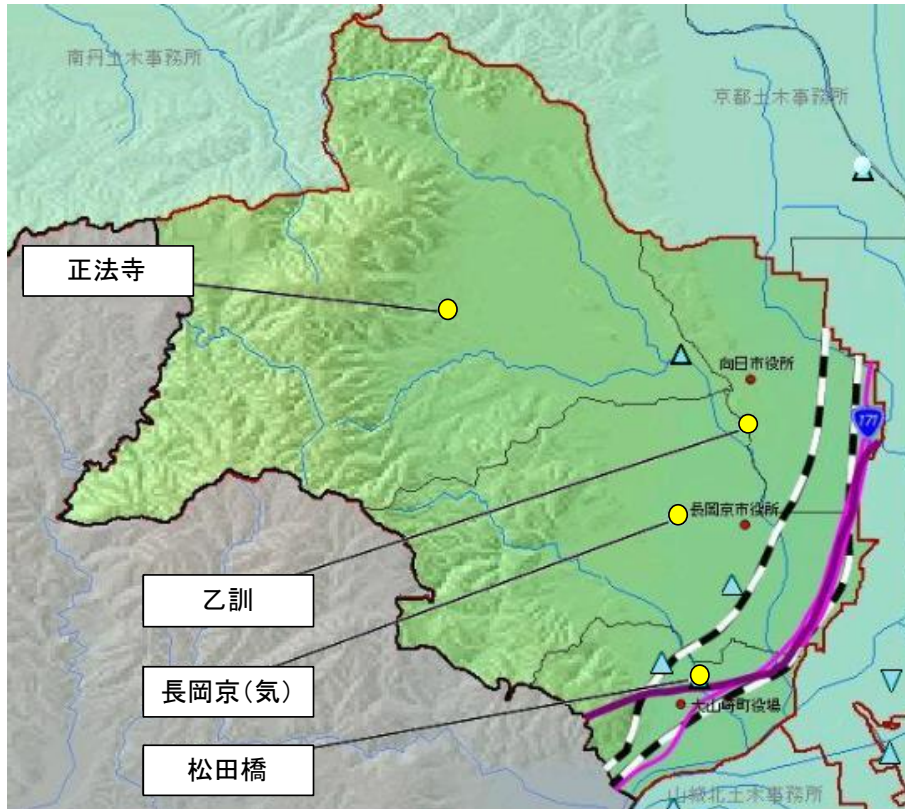 南丹土木事務所
京都土木事務所
正法寺
向日市役所
171
長岡京市役所
乙訓
長岡京(気)
大山崎町役場
松田橋
山城北土木事務所